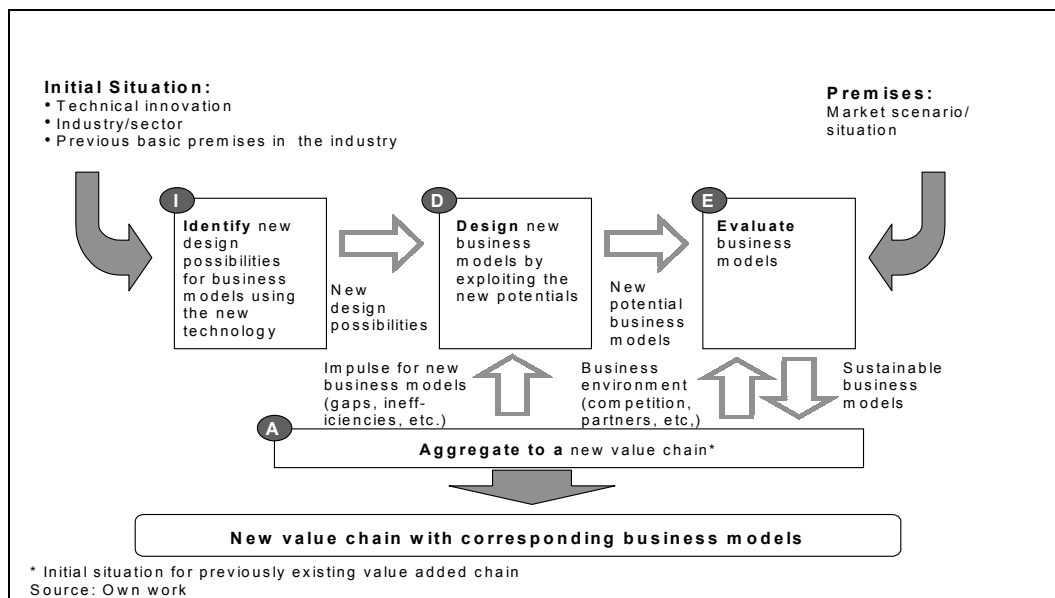 Initial Situation:
• Technical innovation
• Industry/sector
• Previous basic premises in the industry
Premises:
Market scenario/
situation
I
Identify new
design
possibilities
for business
models using
the new
technology
New
design
possibilities
D
Design new
business
models by
exploiting the
new potentials
New
potential
business
models
E
Evaluate
business
models
Impulse for new
business models
(gaps, ineff-
iciencies, etc.)
Business
environment
(competition,
partners, etc,)
Sustainable
business
models
A
Aggregate to a new value chain*
New value chain with corresponding business models
* Initial situation for previously existing value added chain
Source: Own work